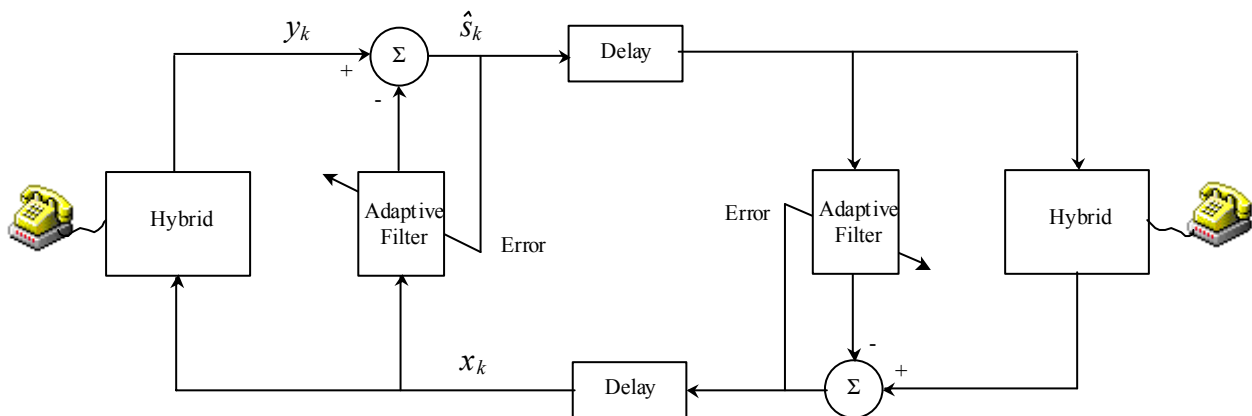 y_k
ŝ_k
Σ
+
-
Delay
Hybrid
Adaptive
Filter
Error
Error
Adaptive
Filter
Hybrid
x_k
Delay
-
Σ
+